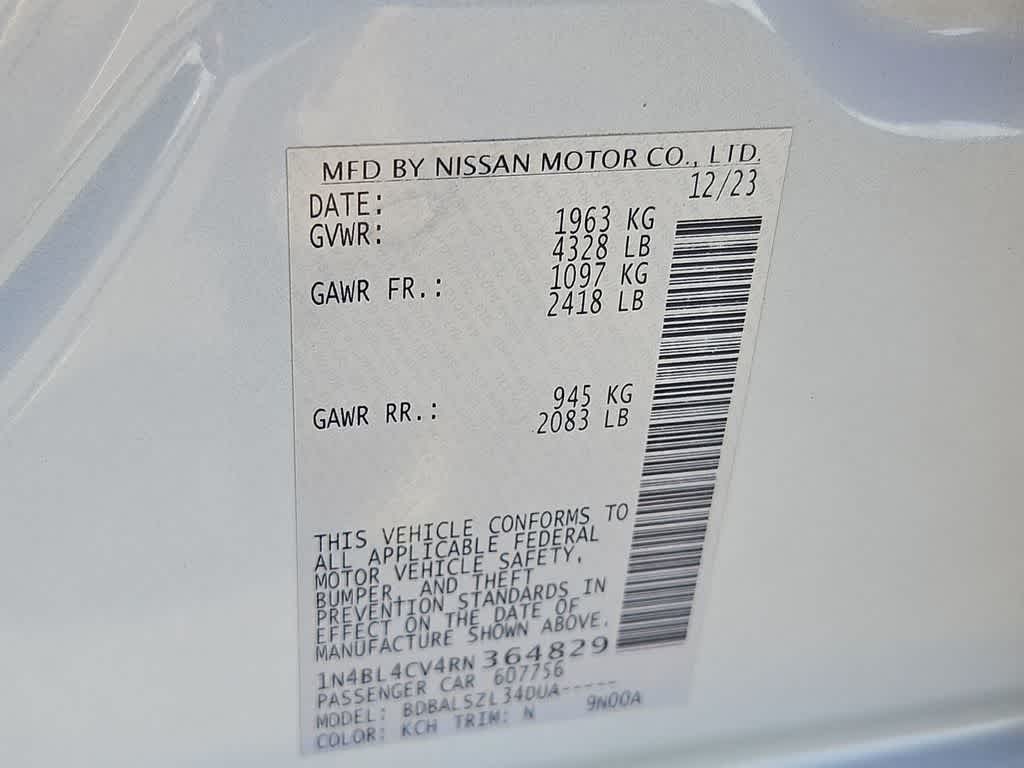 MFD BY NISSAN MOTOR CO., LTD.
DATE: 12/23
GVWR: 1963 KG
4328 LB
GAWR FR.: 1097 KG
2418 LB
GAWR RR.: 945 KG
2083 LB
THIS VEHICLE CONFORMS TO
ALL APPLICABLE FEDERAL
MOTOR VEHICLE SAFETY,
BUMPER, AND THEFT
PREVENTION STANDARDS IN
EFFECT ON THE DATE OF
MANUFACTURE SHOWN ABOVE.
1N4BL4CV4RN364829
PASSENGER CAR 607756
MODEL: BDBALSZL34DUA-----
COLOR: KCH TRIM: N 9N00A